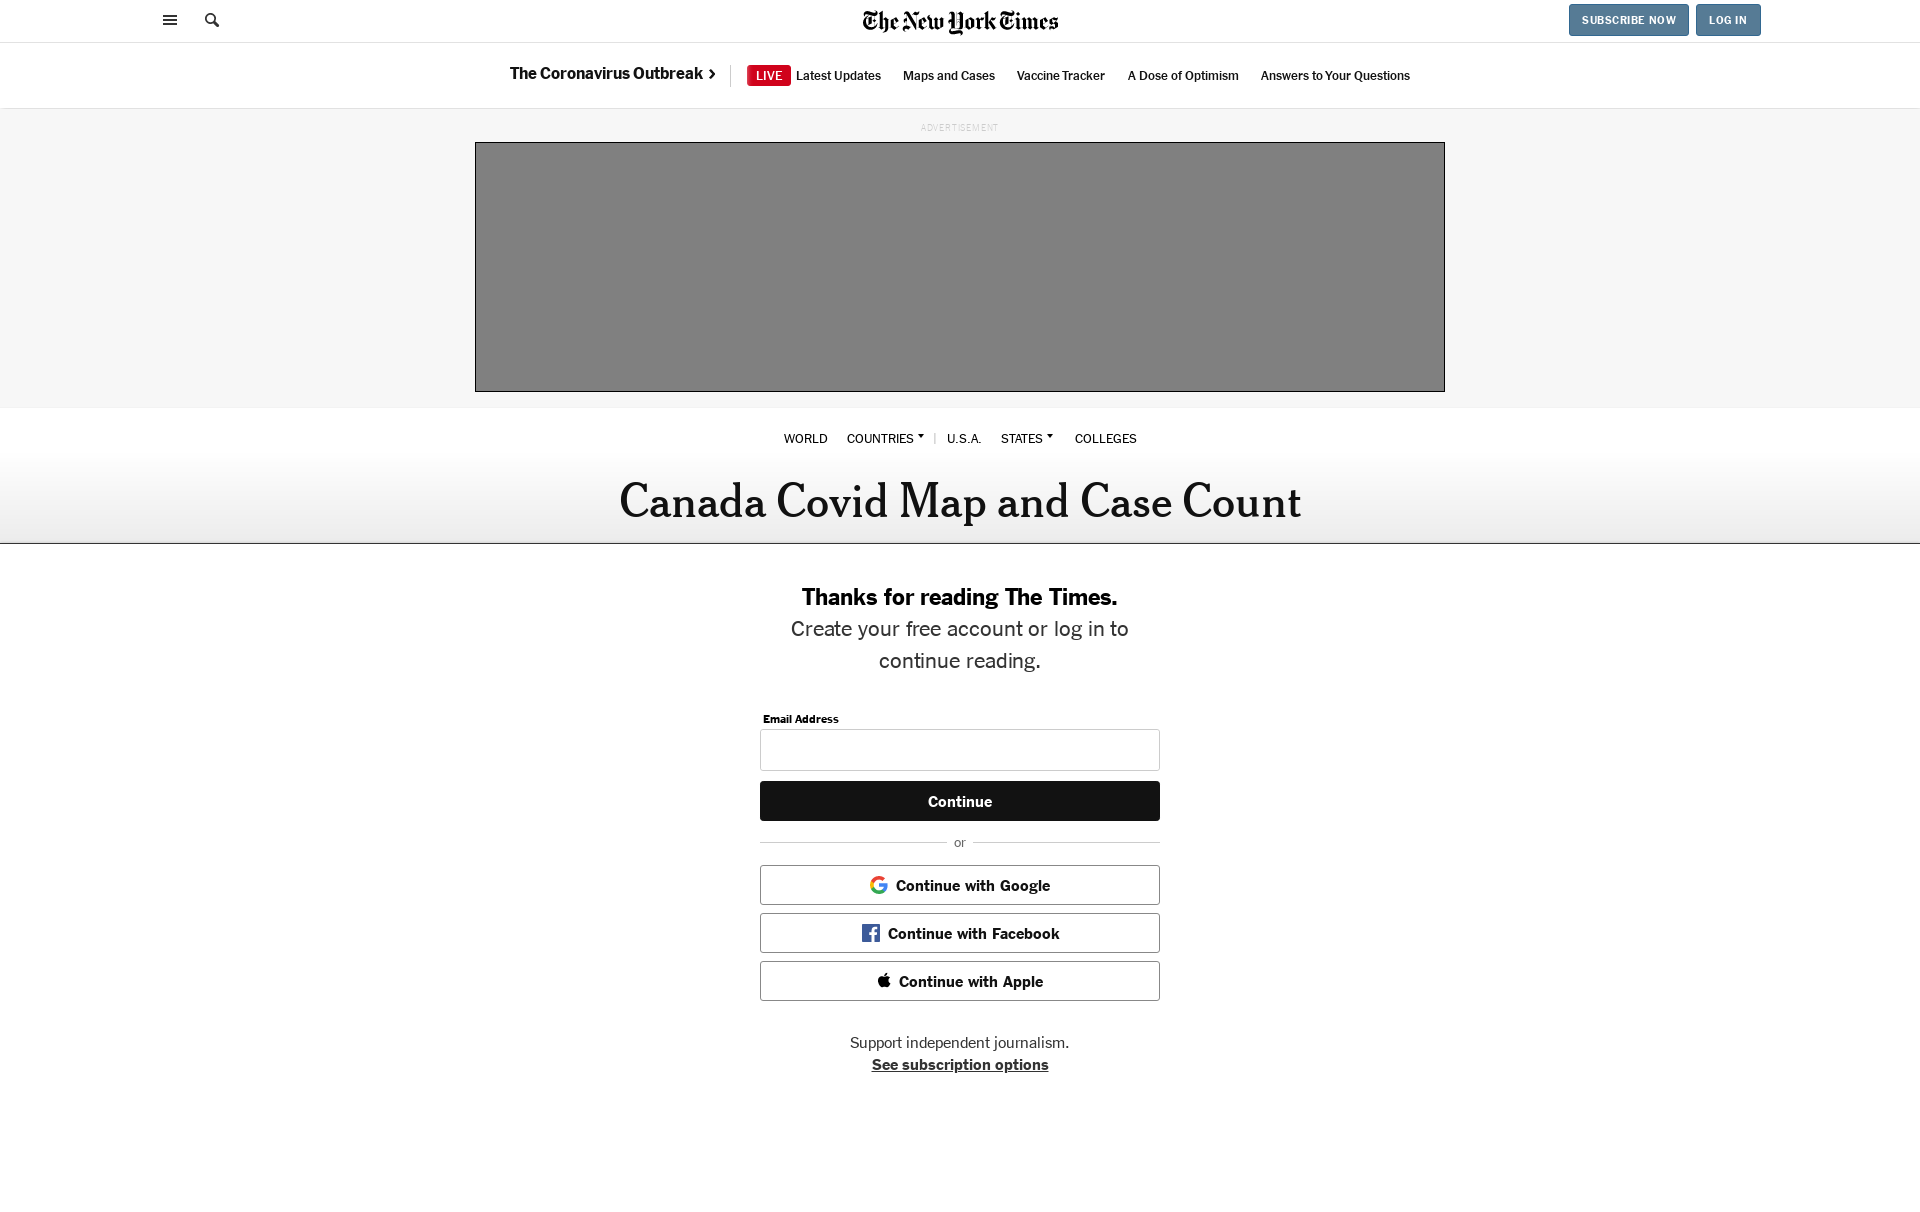 The New York Times
SUBSCRIBE NOW
LOG IN
The Coronavirus Outbreak
LIVE Latest Updates
Maps and Cases
Vaccine Tracker
A Dose of Optimism
Answers to Your Questions
ADVERTISEMENT
WORLD
COUNTRIES
U.S.A.
STATES
COLLEGES
Canada Covid Map and Case Count
Thanks for reading The Times.
Create your free account or log in to
continue reading.
Email Address
Continue
or
Continue with Google
Continue with Facebook
Continue with Apple
Support independent journalism.
See subscription options